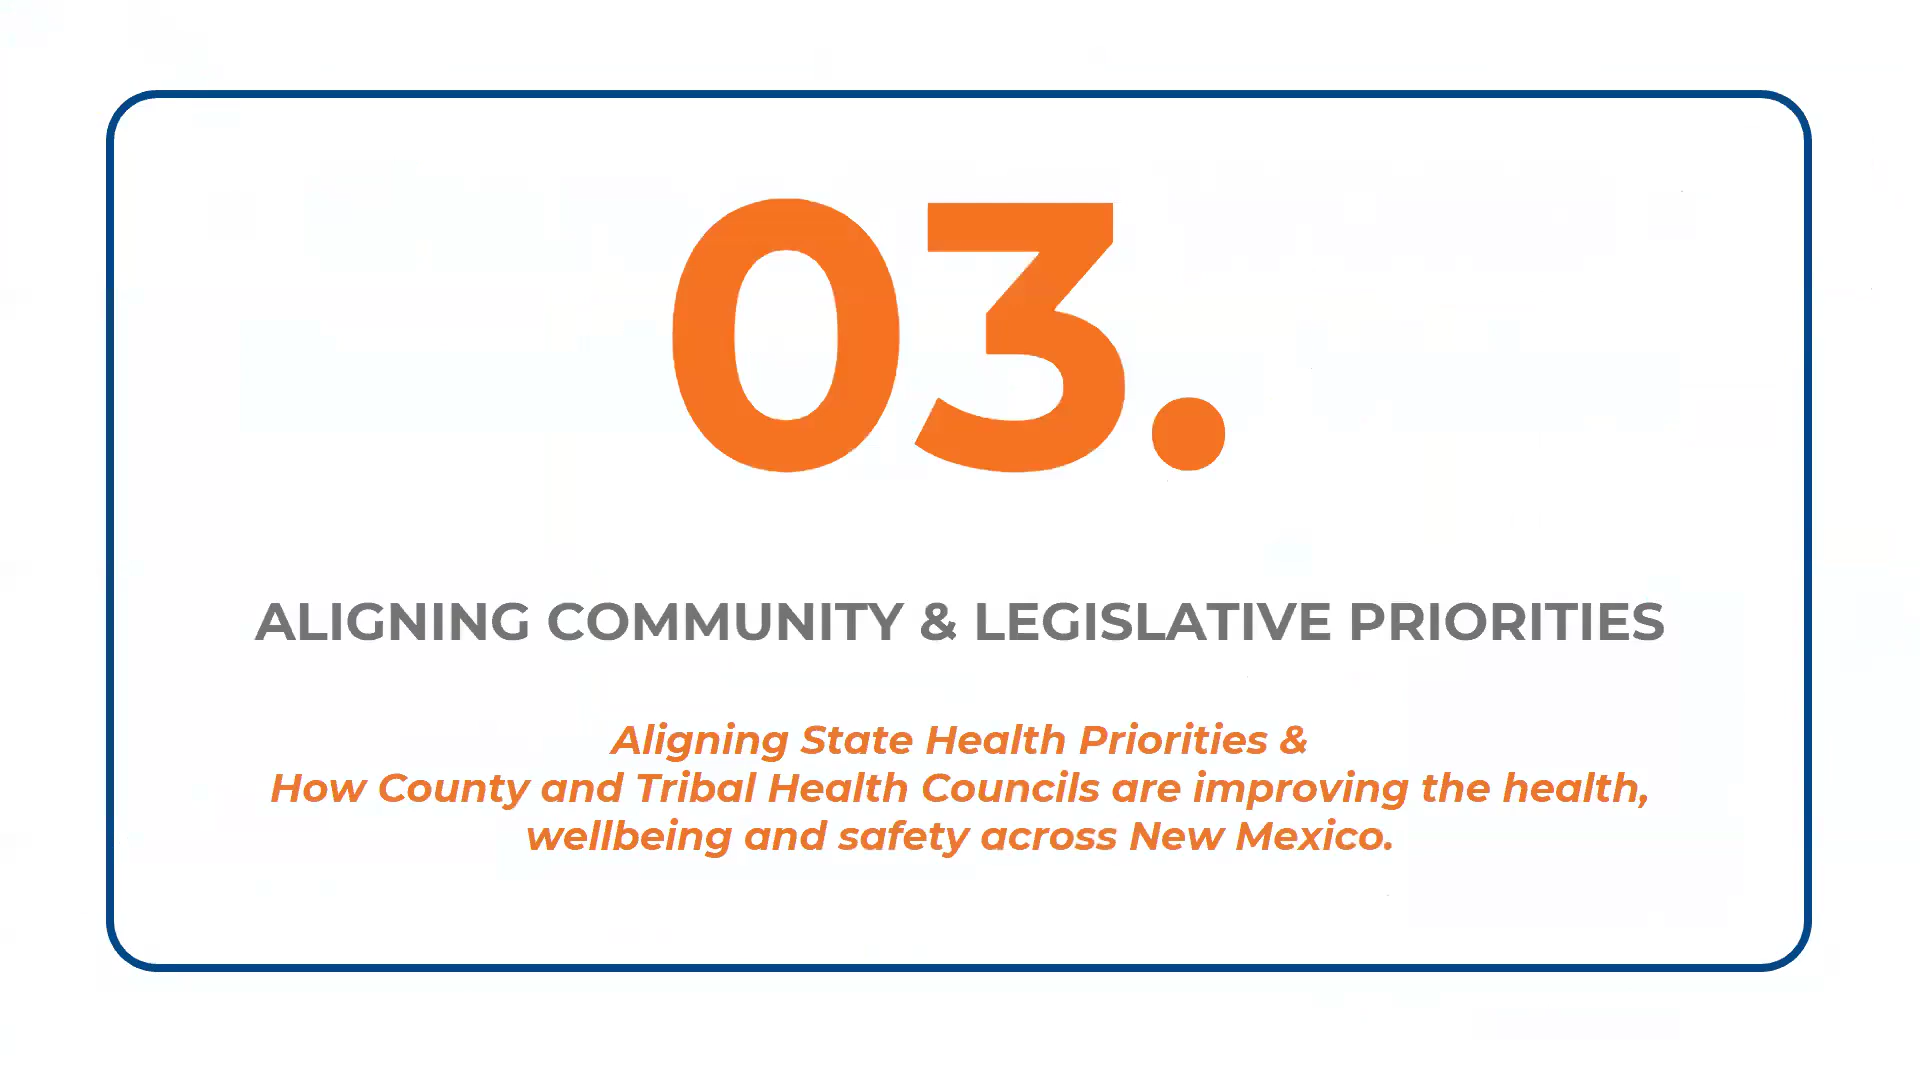 03.
ALIGNING COMMUNITY & LEGISLATIVE PRIORITIES
Aligning State Health Priorities &
How County and Tribal Health Councils are improving the health,
wellbeing and safety across New Mexico.